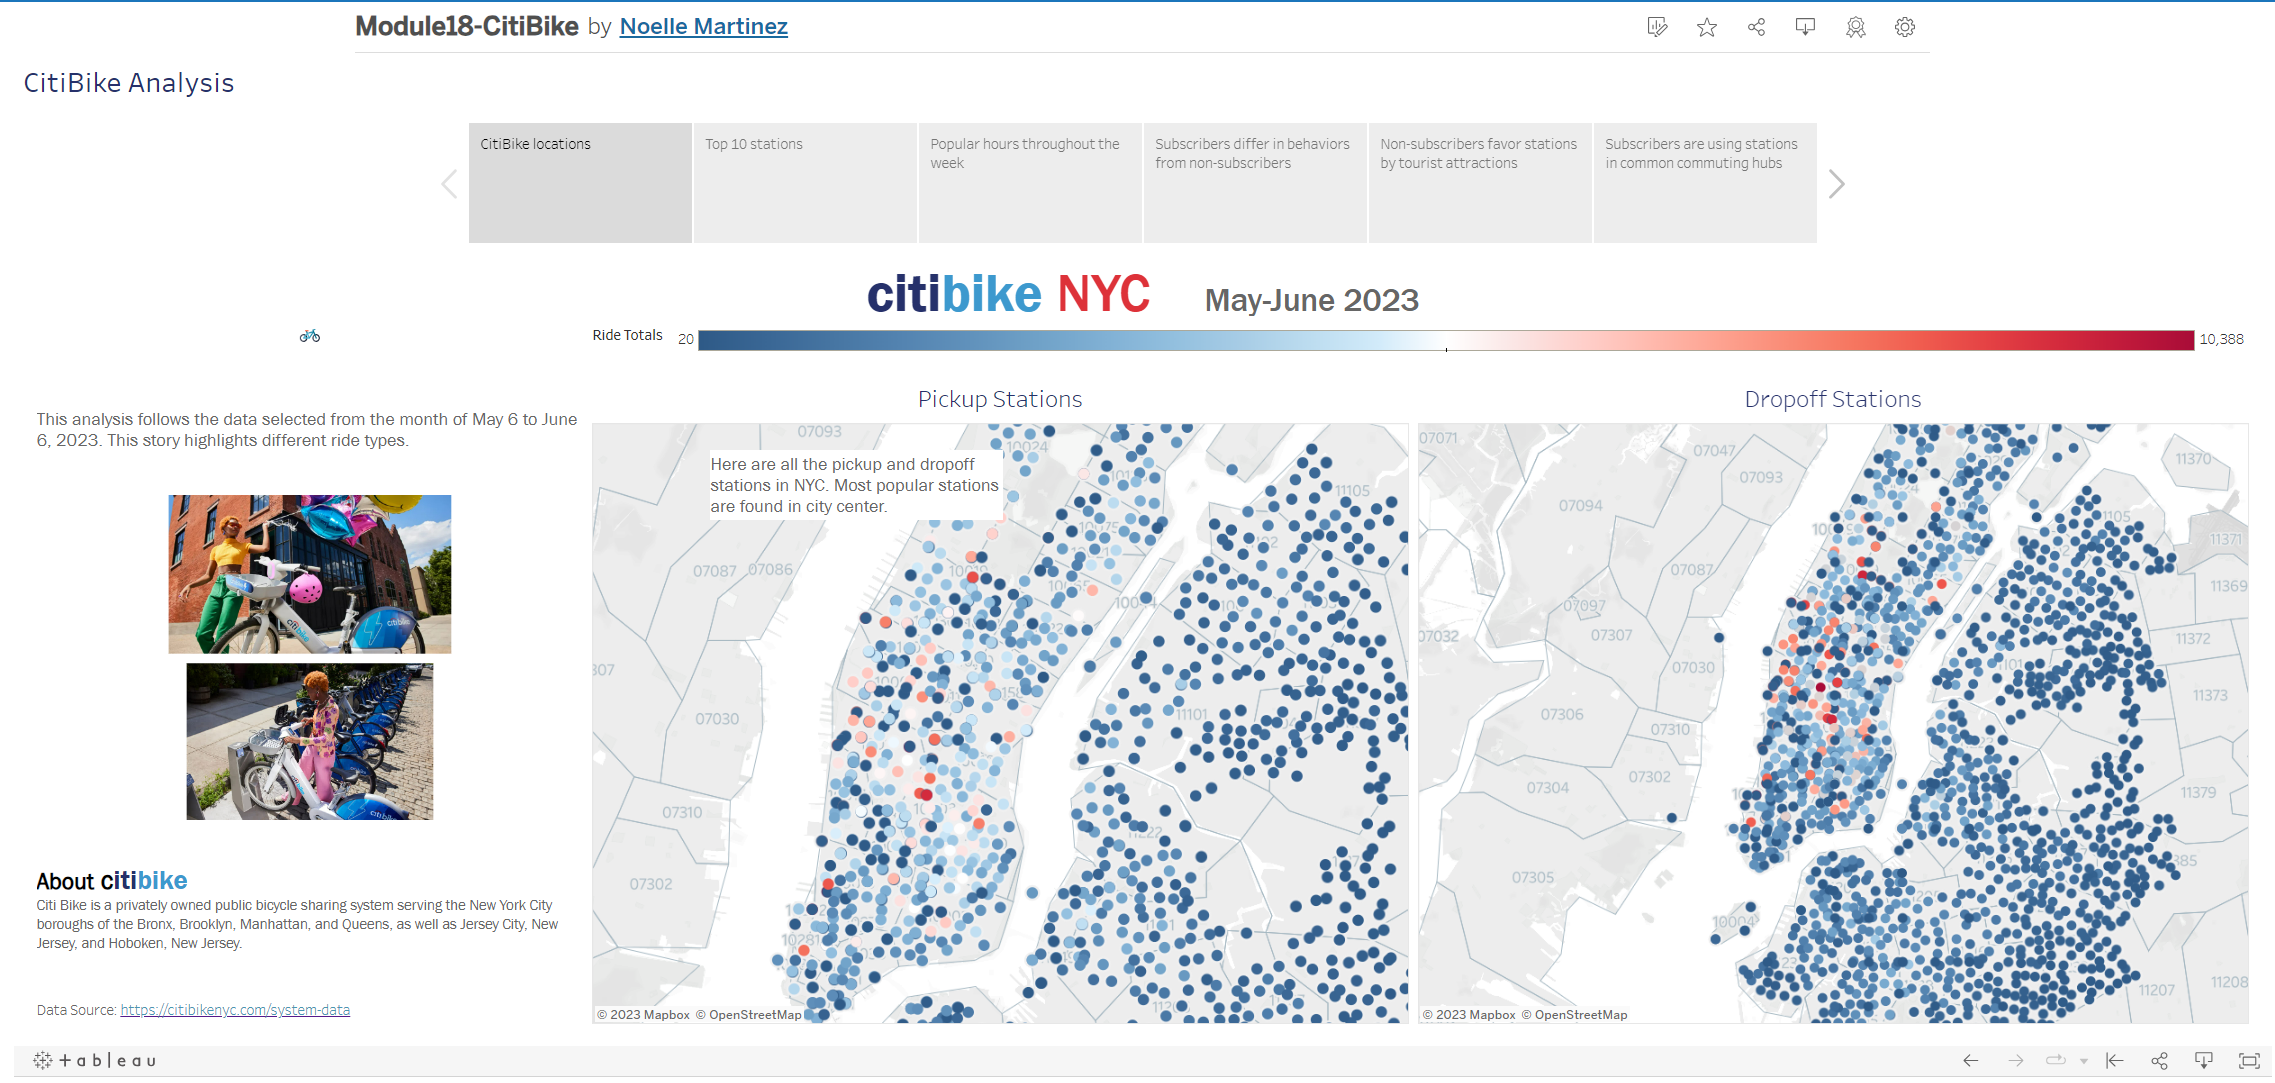 Module18-CitiBike by Noelle Martinez
CitiBike Analysis
CitiBike locations
Top 10 stations
Popular hours throughout the
week
Subscribers differ in behaviors
from non-subscribers
Non-subscribers favor stations
by tourist attractions
Subscribers are using stations
in common commuting hubs
citibike NYC May-June 2023
Ride Totals 20 10,388
This analysis follows the data selected from the month of May 6 to June
6, 2023. This story highlights different ride types.
About citibike
Citi Bike is a privately owned public bicycle sharing system serving the New York City
boroughs of the Bronx, Brooklyn, Manhattan, and Queens, as well as Jersey City, New
Jersey, and Hoboken, New Jersey.
Data Source: https://citibikenyc.com/system-data
Pickup Stations
Here are all the pickup and dropoff
stations in NYC. Most popular stations
are found in city center.
07093
10024
11105
07087 07086
07030
11101
07310
07302
© 2023 Mapbox © OpenStreetMap
Dropoff Stations
07071
07047
07093
11370
07094
11371
07087
11369
07097
07032
07307
11372
07030
11373
07306
07310
07302
07304
11379
07305
10004
11207
11208
© 2023 Mapbox © OpenStreetMap
+ableau